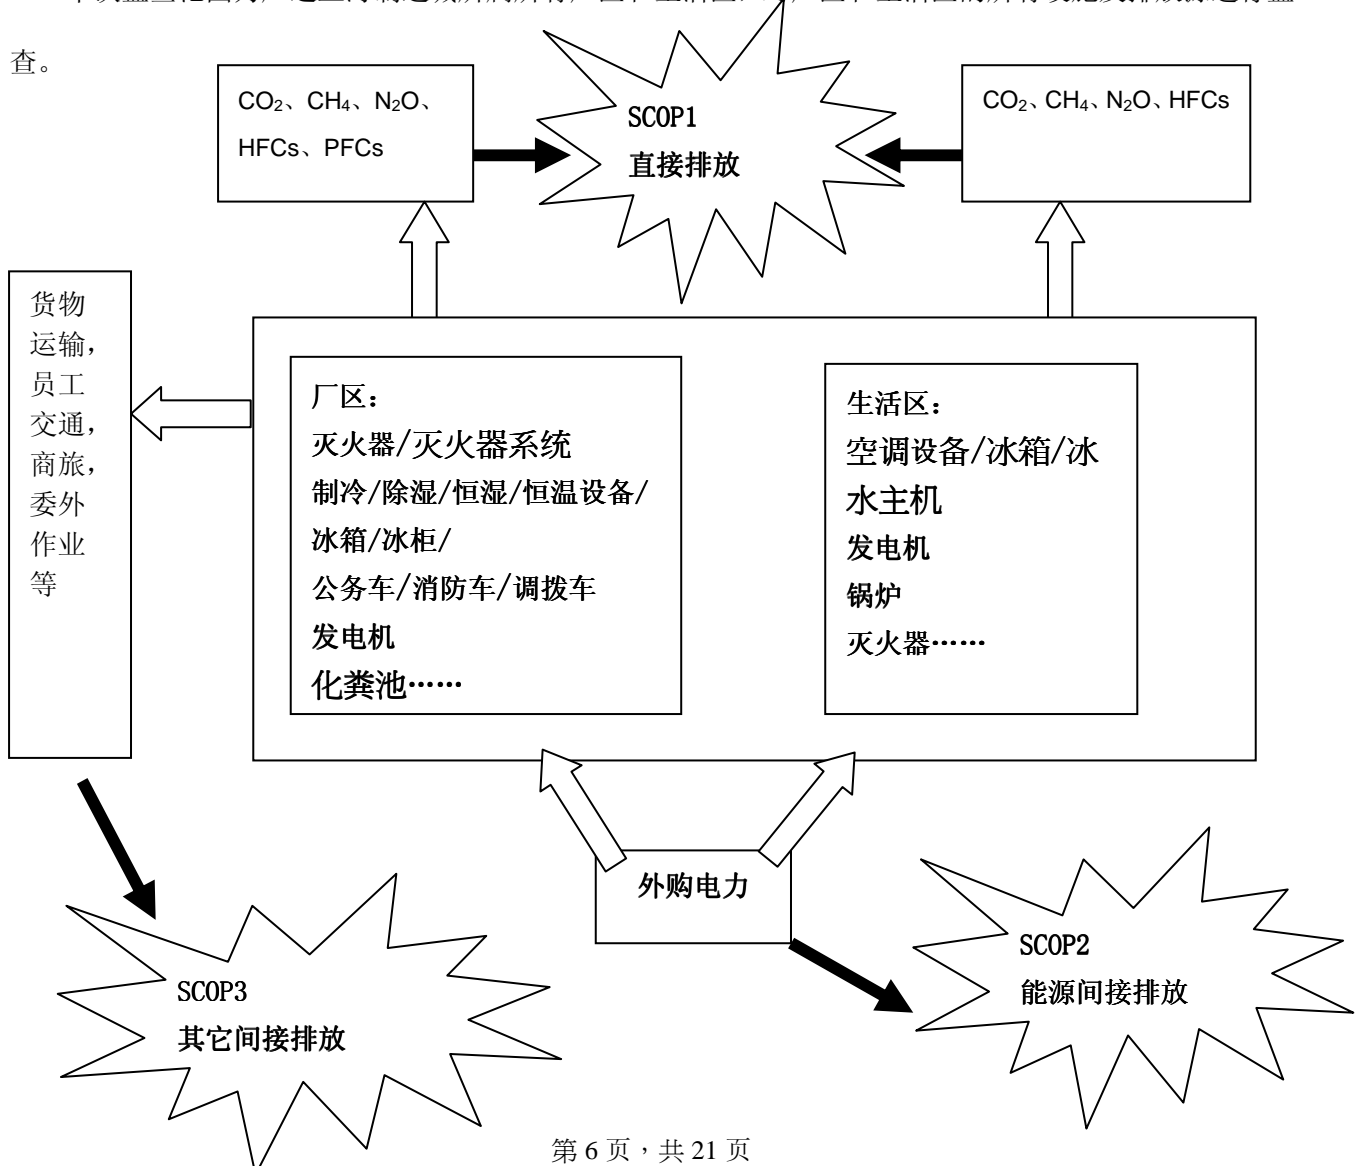 查。
CO₂、CH₄、N₂O、
HFCs、PFCs
SCOP1
直接排放
CO₂、CH₄、N₂O、HFCs
货物
运输，
员工
交通，
商旅，
委外
作业
等
厂区：
灭火器/灭火器系统
制冷/除湿/恒湿/恒温设备/
冰箱/冰柜/
公务车/消防车/调拨车
发电机
化粪池……
生活区：
空调设备/冰箱/冰
水主机
发电机
锅炉
灭火器……
外购电力
SCOP2
能源间接排放
SCOP3
其它间接排放
第 6 页，共 21 页